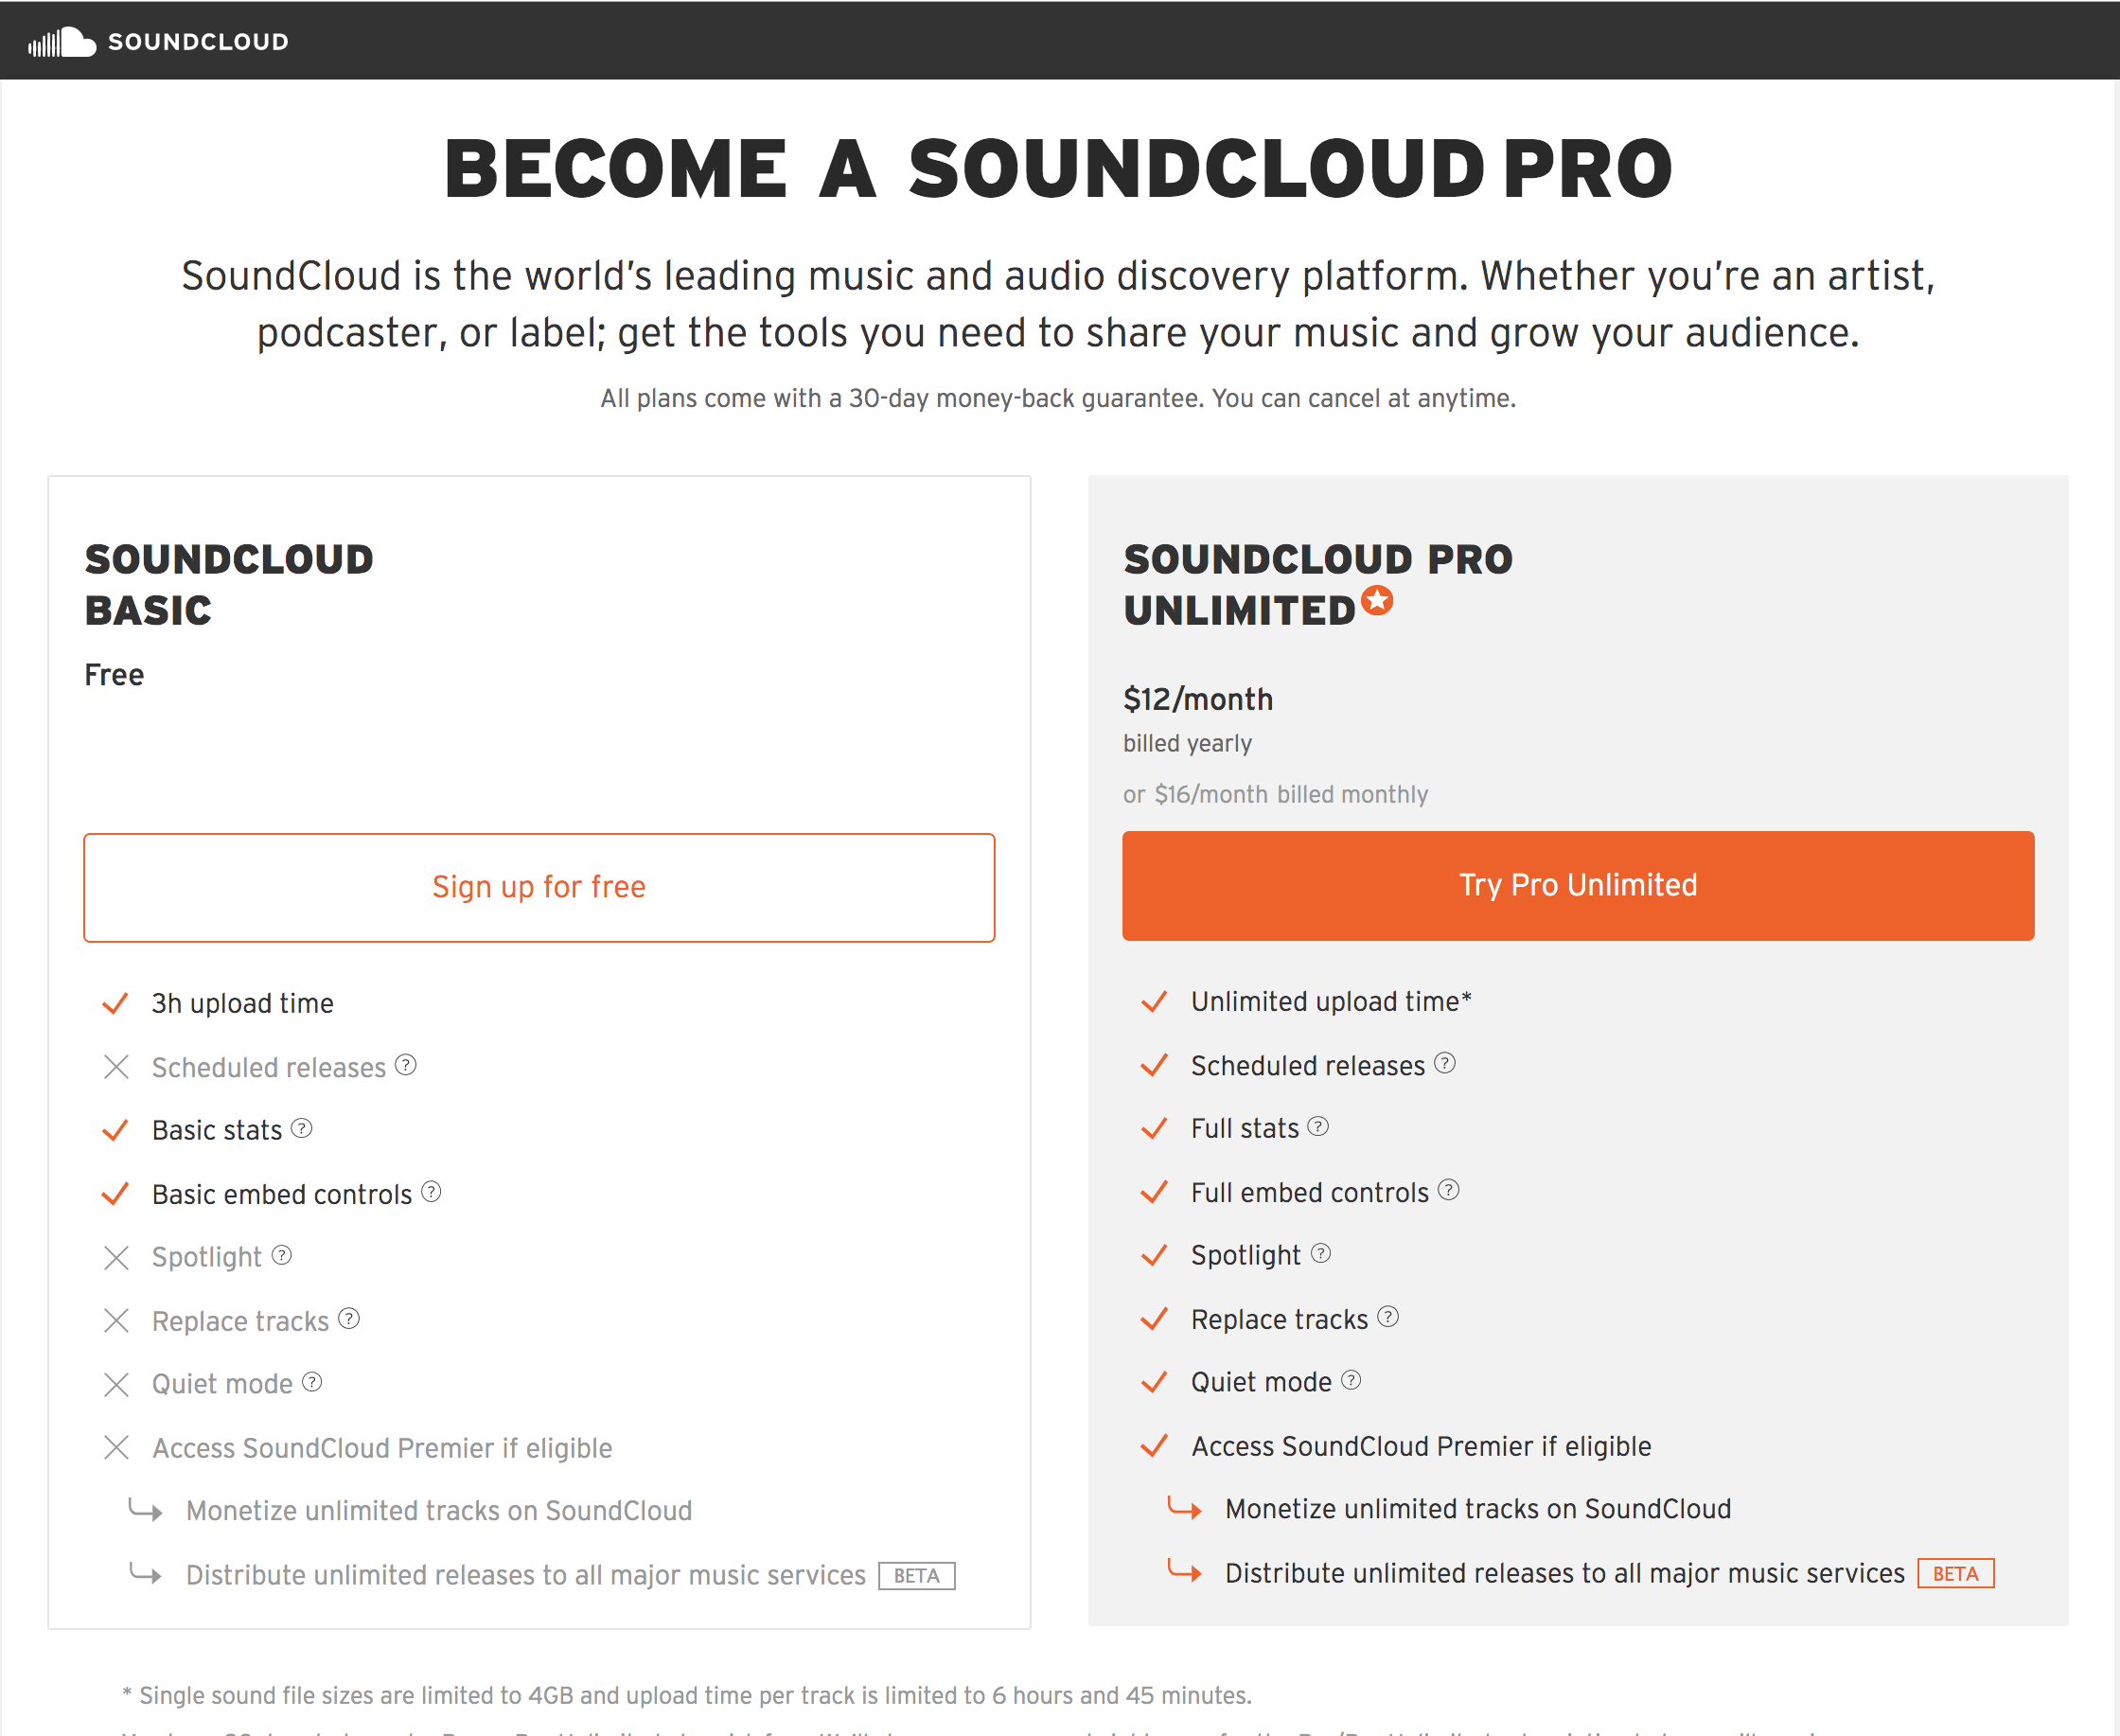 SOUNDCLOUD
BECOME A SOUNDCLOUD PRO
SoundCloud is the world's leading music and audio discovery platform. Whether you're an artist,
podcaster, or label; get the tools you need to share your music and grow your audience.
All plans come with a 30-day money-back guarantee. You can cancel at anytime.
SOUNDCLOUD
BASIC
Free
Sign up for free
3h upload time
Scheduled releases ?
Basic stats ?
Basic embed controls ?
Spotlight ?
Replace tracks ?
Quiet mode ?
Access SoundCloud Premier if eligible
Monetize unlimited tracks on SoundCloud
Distribute unlimited releases to all major music services BETA
SOUNDCLOUD PRO
UNLIMITED
$12/month
billed yearly
or $16/month billed monthly
Try Pro Unlimited
Unlimited upload time*
Scheduled releases ?
Full stats ?
Full embed controls ?
Spotlight ?
Replace tracks ?
Quiet mode ?
Access SoundCloud Premier if eligible
Monetize unlimited tracks on SoundCloud
Distribute unlimited releases to all major music services BETA
* Single sound file sizes are limited to 4GB and upload time per track is limited to 6 hours and 45 minutes.